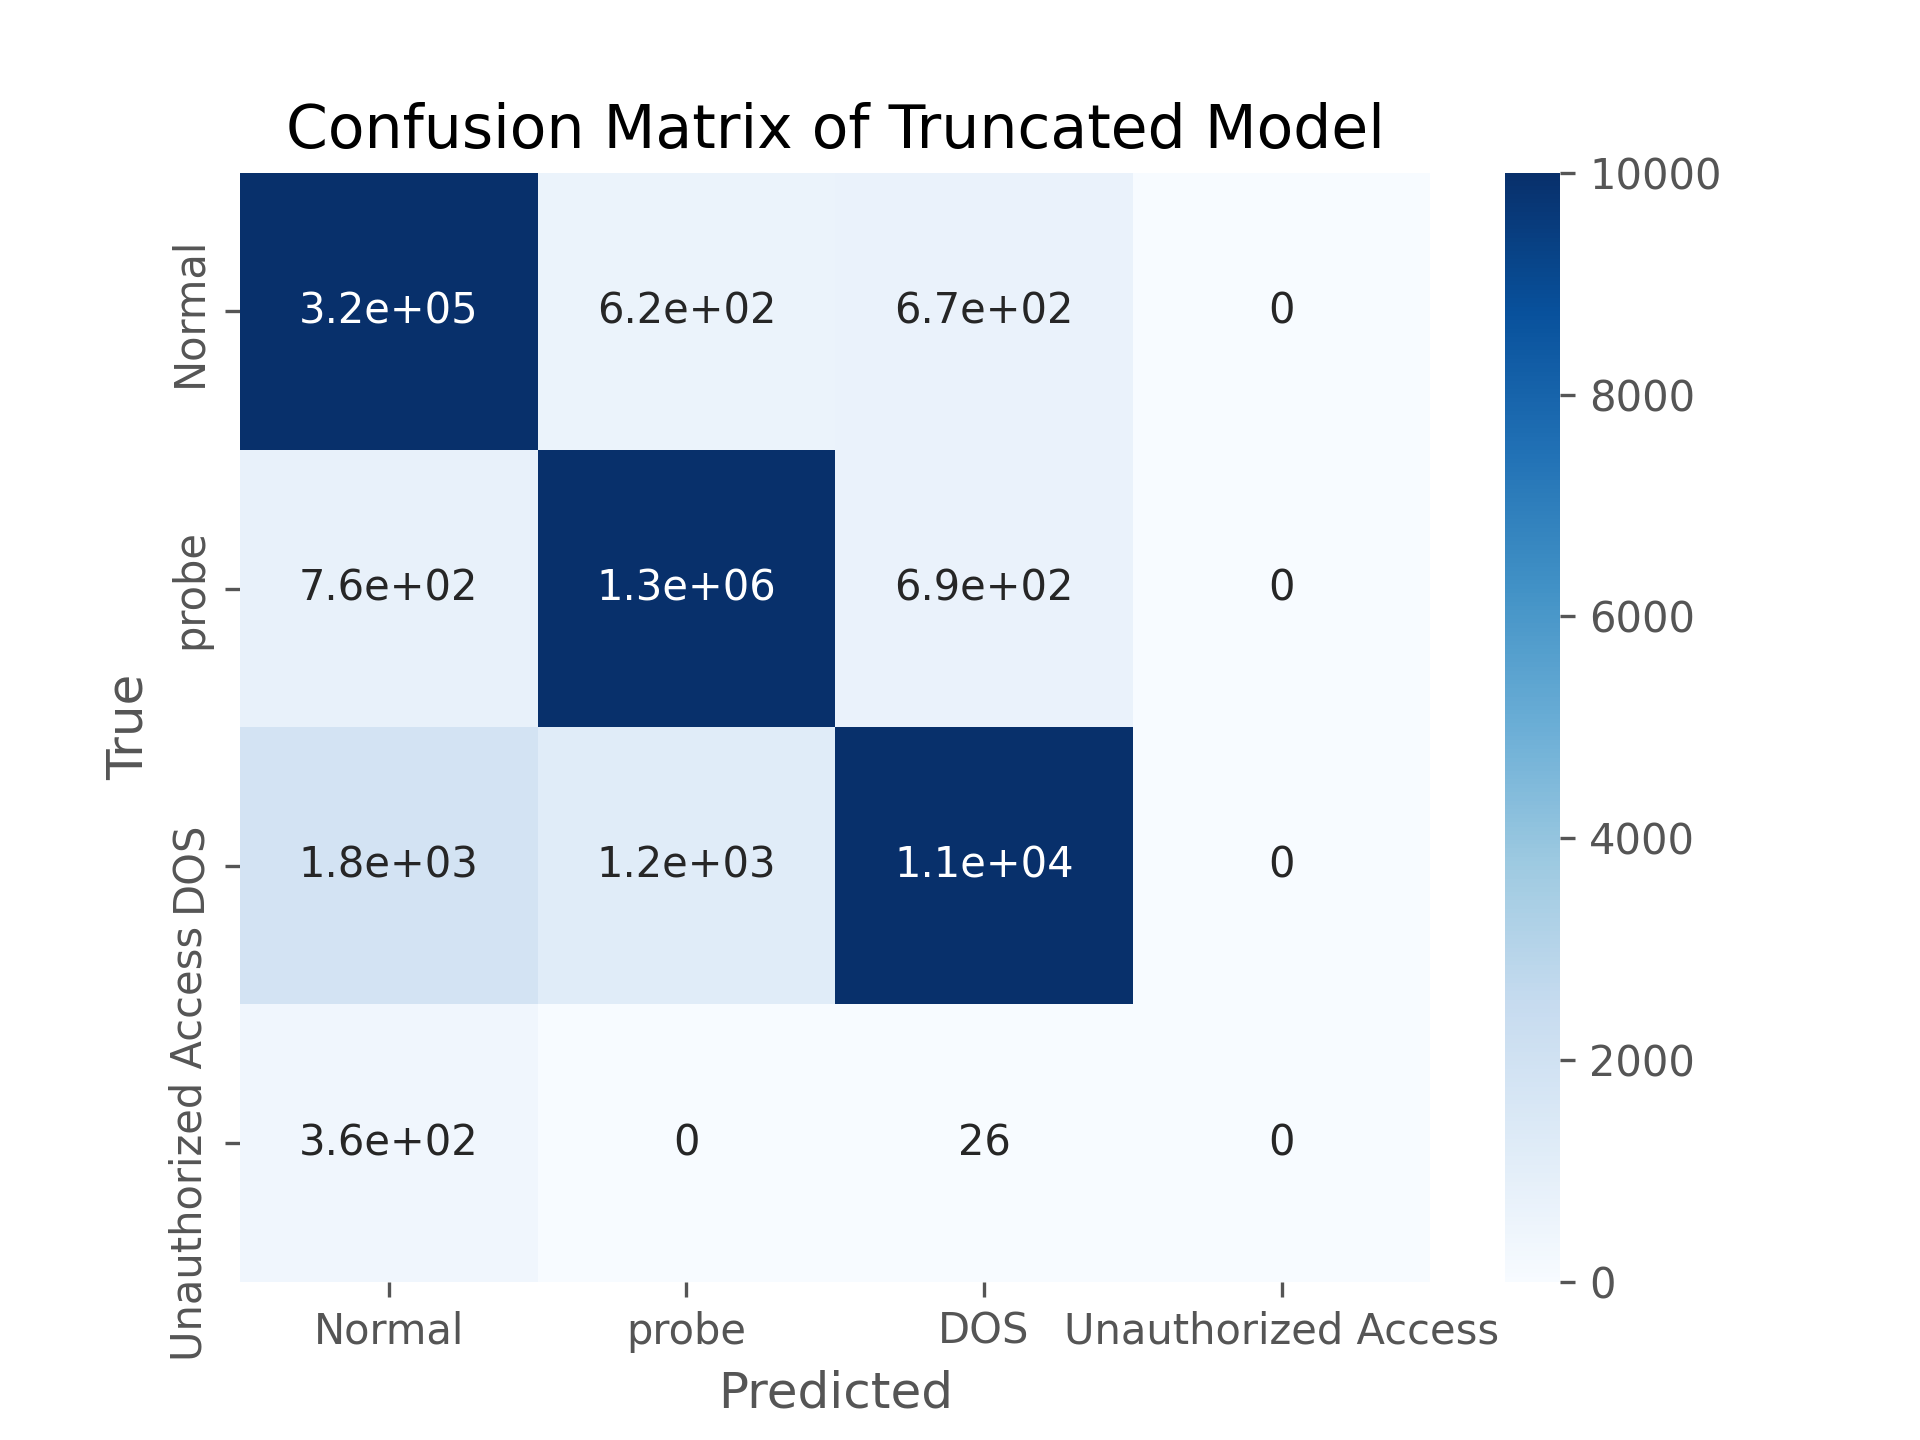 Confusion Matrix of Truncated Model
Normal
3.2e+05 6.2e+02 6.7e+02 0
probe
7.6e+02 1.3e+06 6.9e+02 0
DOS
1.8e+03 1.2e+03 1.1e+04 0
Unauthorized Access
3.6e+02 0 26 0
True
Normal probe DOS Unauthorized Access
Predicted
10000
8000
6000
4000
2000
0